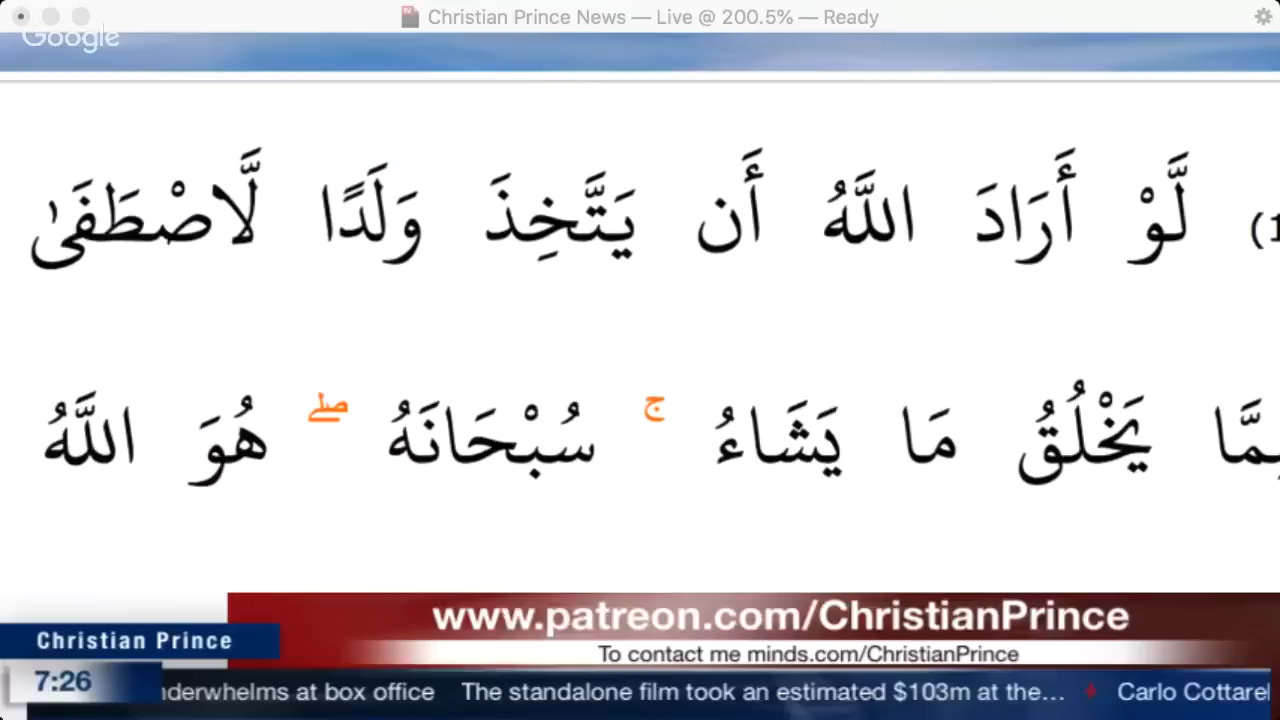 Christian Prince News — Live @ 200.5% — Ready
Google
لَّوْ أَرَادَ اللَّهُ أَن يَتَّخِذَ وَلَدًا لَّاصْطَفَىٰ
يَخْلُقُ مَا يَشَاءُ ۚ سُبْحَانَهُ ۖ هُوَ اللَّهُ
www.patreon.com/ChristianPrince
Christian Prince
To contact me minds.com/ChristianPrince
7:26
at box office The standalone film took an estimated $103m at the... Carlo